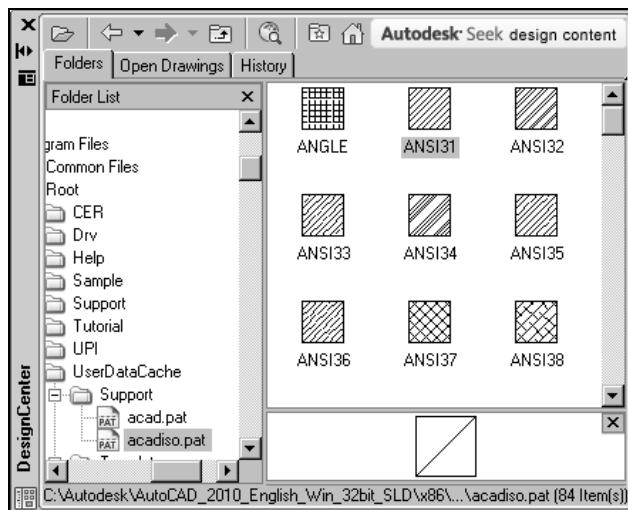 Autodesk® Seek design content
Folders Open Drawings History
Folder List
gram Files
Common Files
Root
CER
Drv
Help
Sample
Support
Tutorial
UPI
UserDataCache
Support
PAT acad.pat
PAT acadiso.pat
ANGLE ANSI31 ANSI32
ANSI33 ANSI34 ANSI35
ANSI36 ANSI37 ANSI38
DesignCenter
C:\Autodesk\AutoCAD_2010_English_Win_32bit_SLD\x86\...\acadiso.pat (84 Item(s))